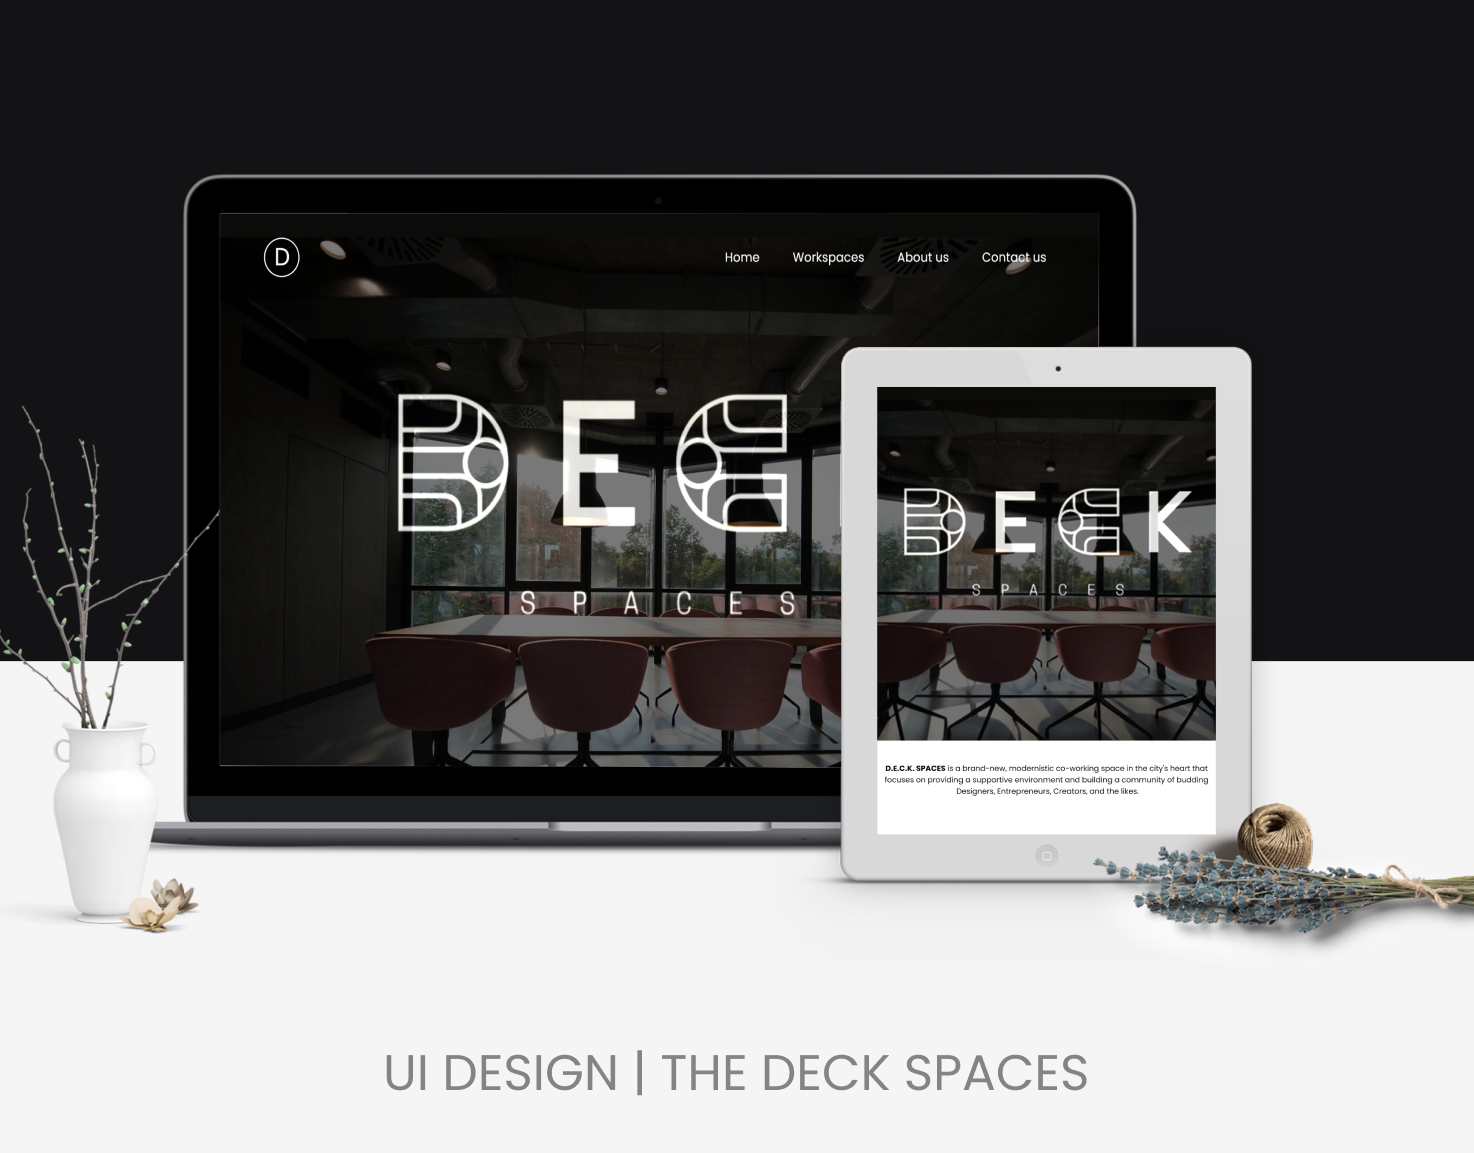 D
Home Workspaces About us Contact us
DEC
SPACES
DECK
SPACES
D.E.C.K. SPACES is a brand-new, modernistic co-working space in the city's heart that
focuses on providing a supportive environment and building a community of budding
Designers, Entrepreneurs, Creators, and the likes.
UI DESIGN | THE DECK SPACES